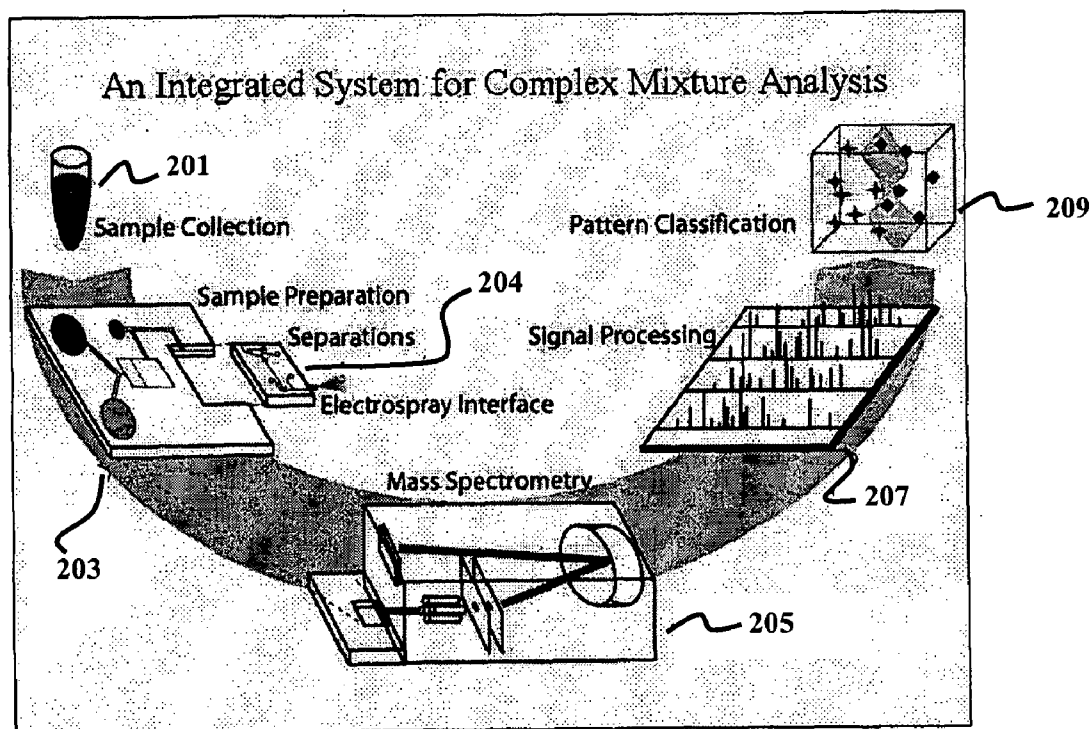 An Integrated System for Complex Mixture Analysis
201
Sample Collection
Pattern Classification
209
Sample Preparation
204
Separations
Signal Processing
Electrospray Interface
Mass Spectrometry
207
203
205